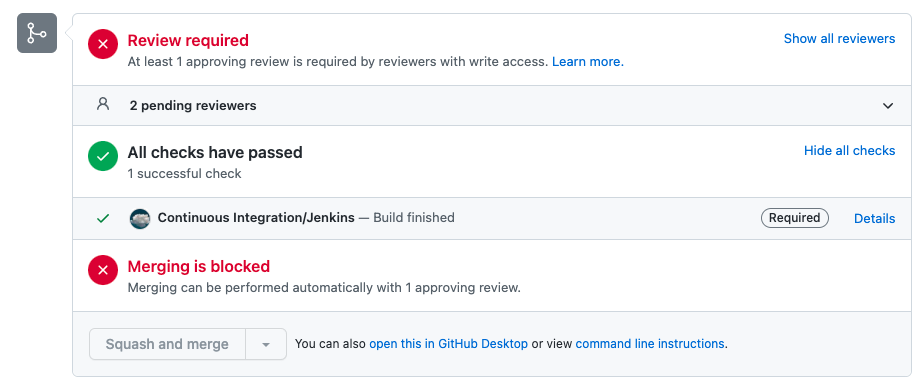 Review required
Show all reviewers
At least 1 approving review is required by reviewers with write access. Learn more.
2 pending reviewers
All checks have passed
Hide all checks
1 successful check
Continuous Integration/Jenkins — Build finished
Required
Details
Merging is blocked
Merging can be performed automatically with 1 approving review.
Squash and merge
You can also open this in GitHub Desktop or view command line instructions.